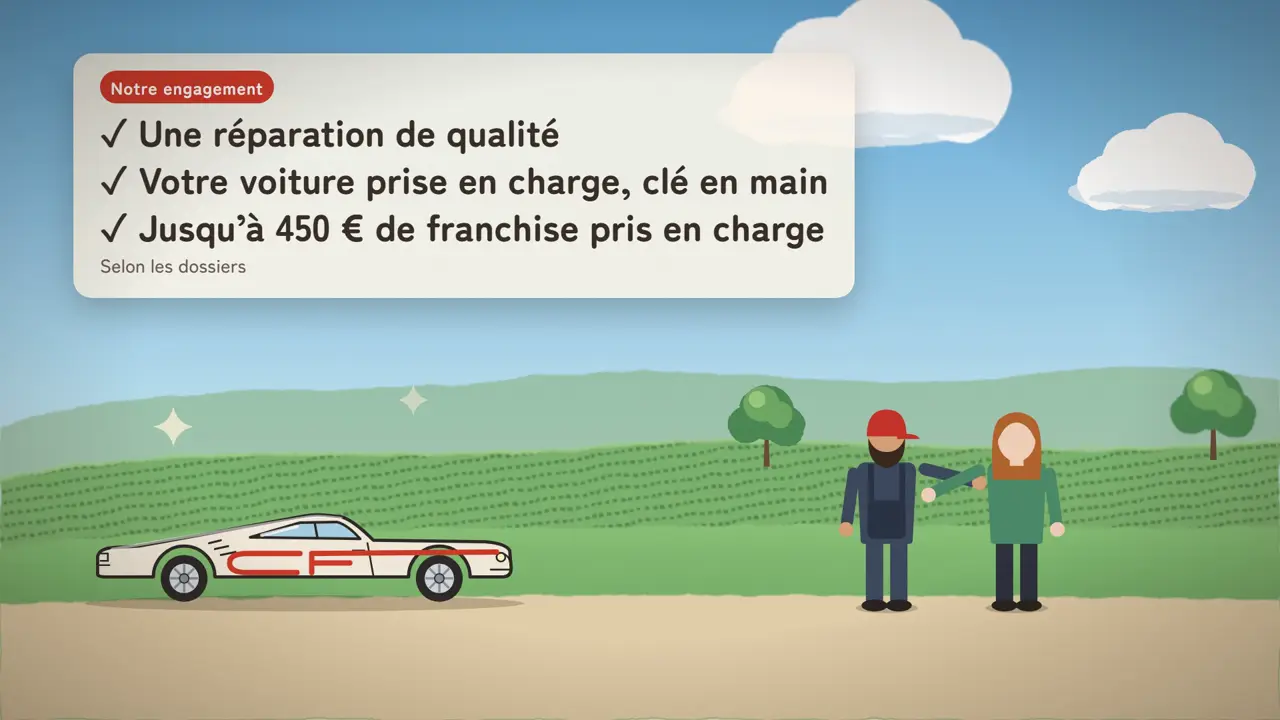 Notre engagement
✓ Une réparation de qualité
✓ Votre voiture prise en charge, clé en main
✓ Jusqu’à 450 € de franchise pris en charge
Selon les dossiers
CF